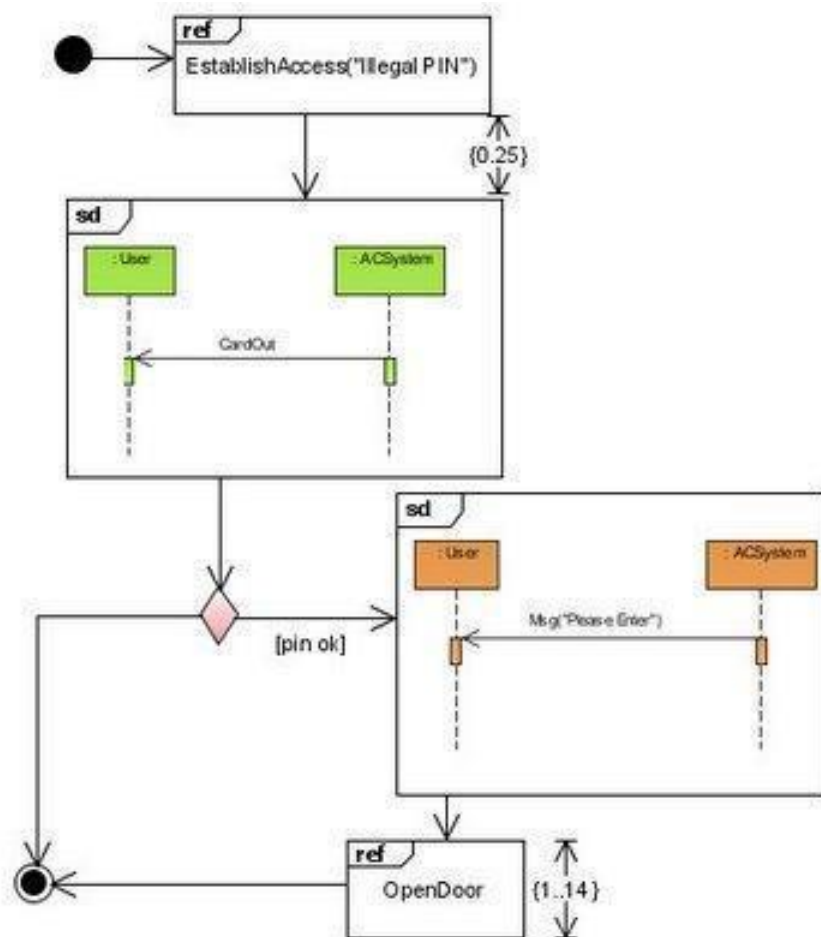 ref
EstablishAccess("Illegal PIN")
{0.25}
sd
: User
: ACSystem
CardOut
sd
: User
: ACSystem
Msg("Please Enter")
[pin ok]
ref
OpenDoor
{1..14}